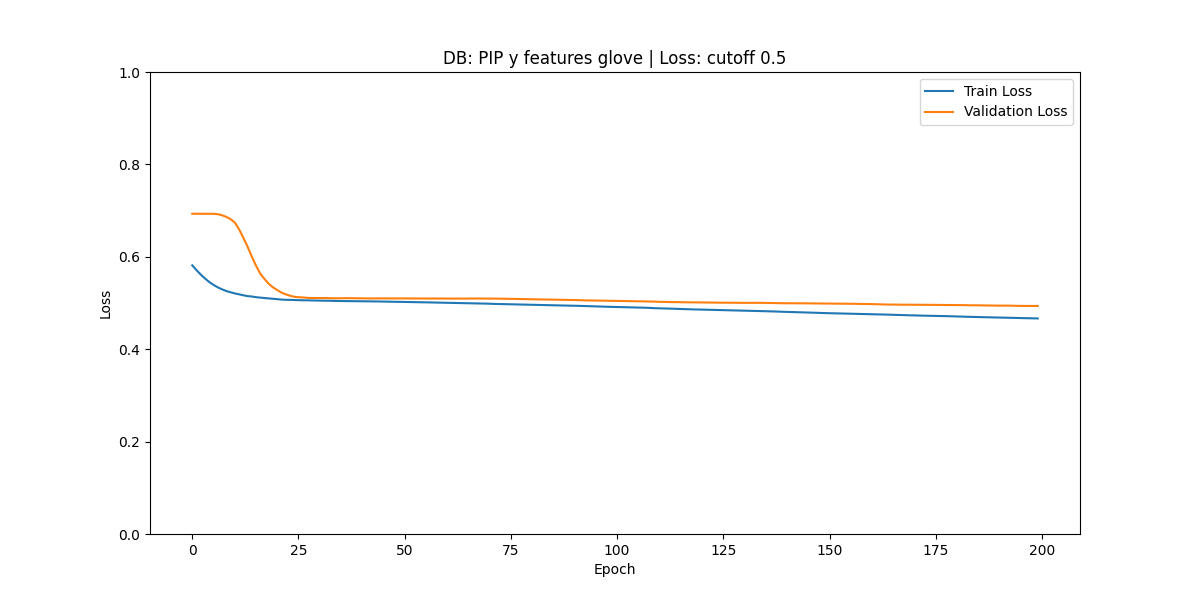 DB: PIP y features glove | Loss: cutoff 0.5
Train Loss
Validation Loss
1.0
0.8
0.6
0.4
0.2
0.0
Loss
0 25 50 75 100 125 150 175 200
Epoch